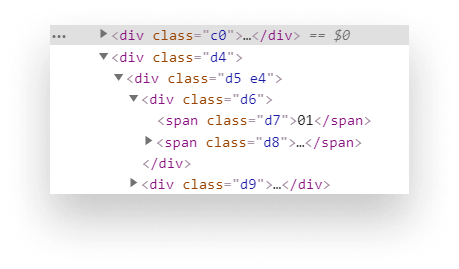 … ▶<div class="c0">…</div> == $0
▼<div class="d4">
▼<div class="d5 e4">
▼<div class="d6">
<span class="d7">01</span>
▶<span class="d8">…</span>
</div>
▶<div class="d9">…</div>